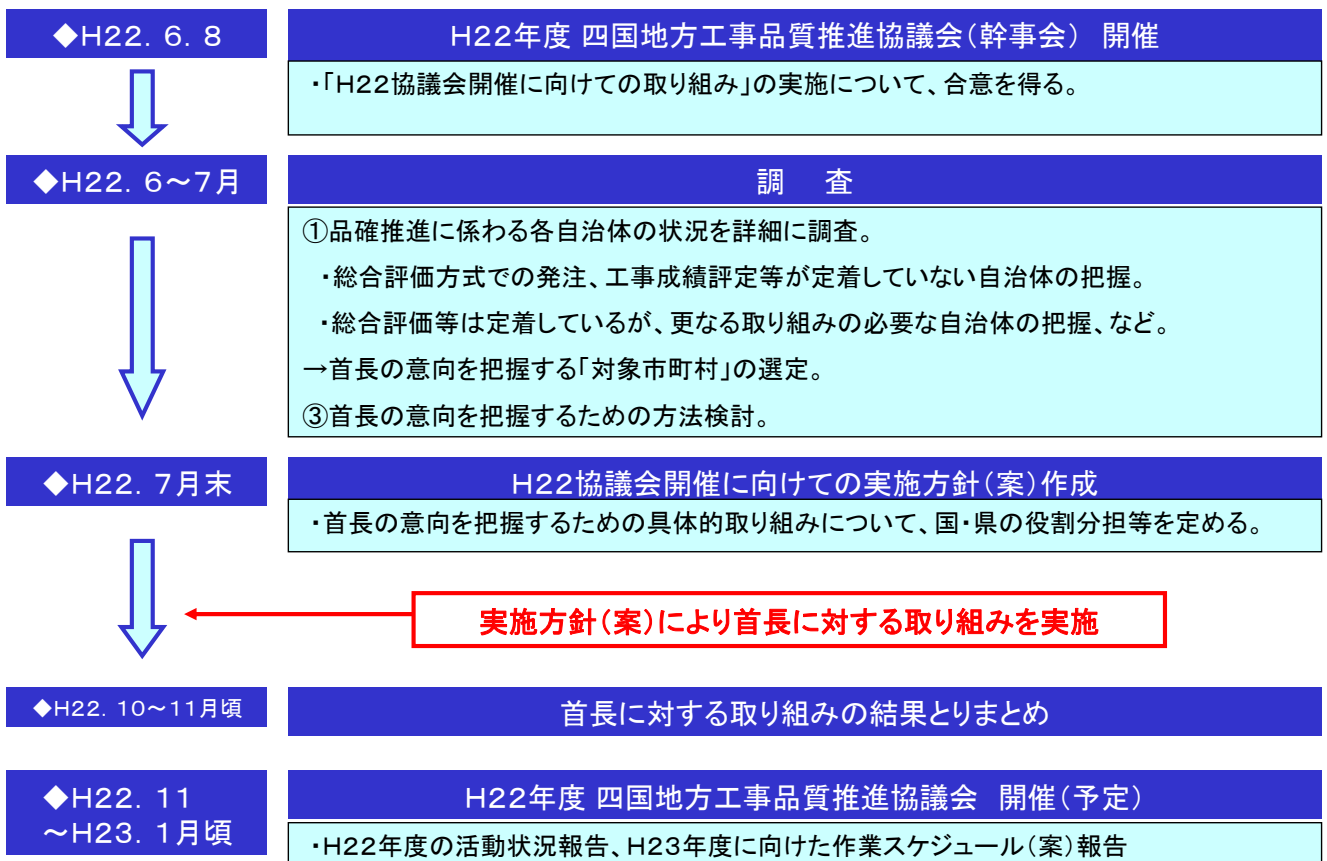 ◆H22. 6. 8
H22年度 四国地方工事品質推進協議会(幹事会) 開催
・「H22協議会開催に向けての取り組み」の実施について、合意を得る。
◆H22. 6~7月
調 査
①品確推進に係わる各自治体の状況を詳細に調査。
・総合評価方式での発注、工事成績評定等が定着していない自治体の把握。
・総合評価等は定着しているが、更なる取り組みの必要な自治体の把握、など。
→首長の意向を把握する「対象市町村」の選定。
③首長の意向を把握するための方法検討。
◆H22. 7月末
H22協議会開催に向けての実施方針(案)作成
・首長の意向を把握するための具体的取り組みについて、国・県の役割分担等を定める。
実施方針(案)により首長に対する取り組みを実施
◆H22. 10~11月頃
首長に対する取り組みの結果とりまとめ
◆H22. 11
~H23. 1月頃
H22年度 四国地方工事品質推進協議会 開催(予定)
・H22年度の活動状況報告、H23年度に向けた作業スケジュール(案)報告